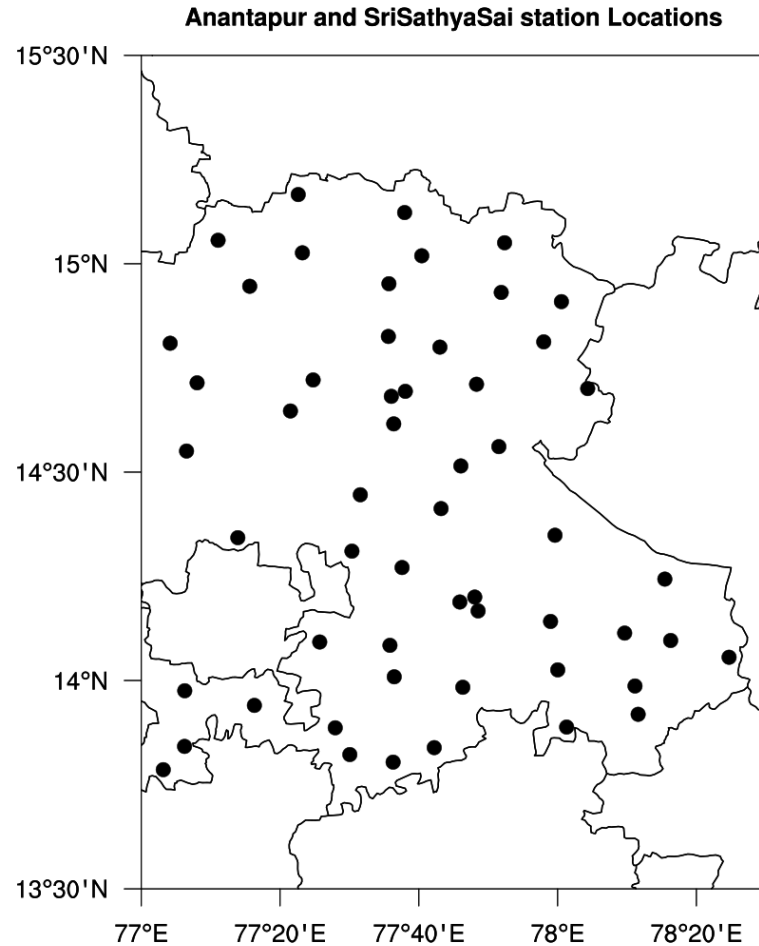 Anantapur and SriSathyaSai station Locations
15°30'N
15°N
14°30'N
14°N
13°30'N
77°E 77°20'E 77°40'E 78°E 78°20'E